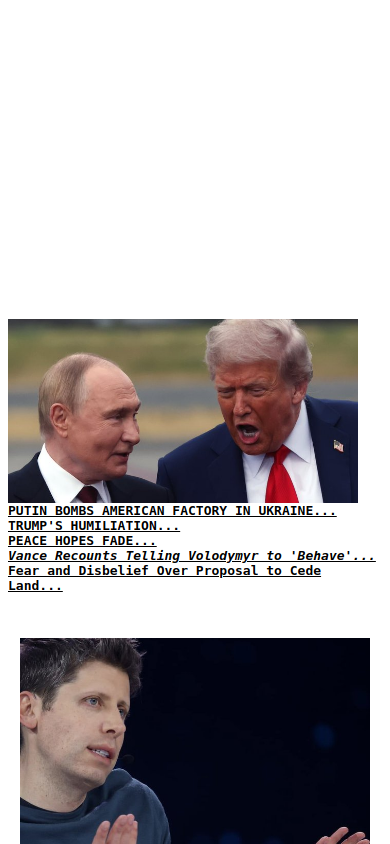 PUTIN BOMBS AMERICAN FACTORY IN UKRAINE...
TRUMP'S HUMILIATION...
PEACE HOPES FADE...
Vance Recounts Telling Volodymyr to 'Behave'...
Fear and Disbelief Over Proposal to Cede
Land...